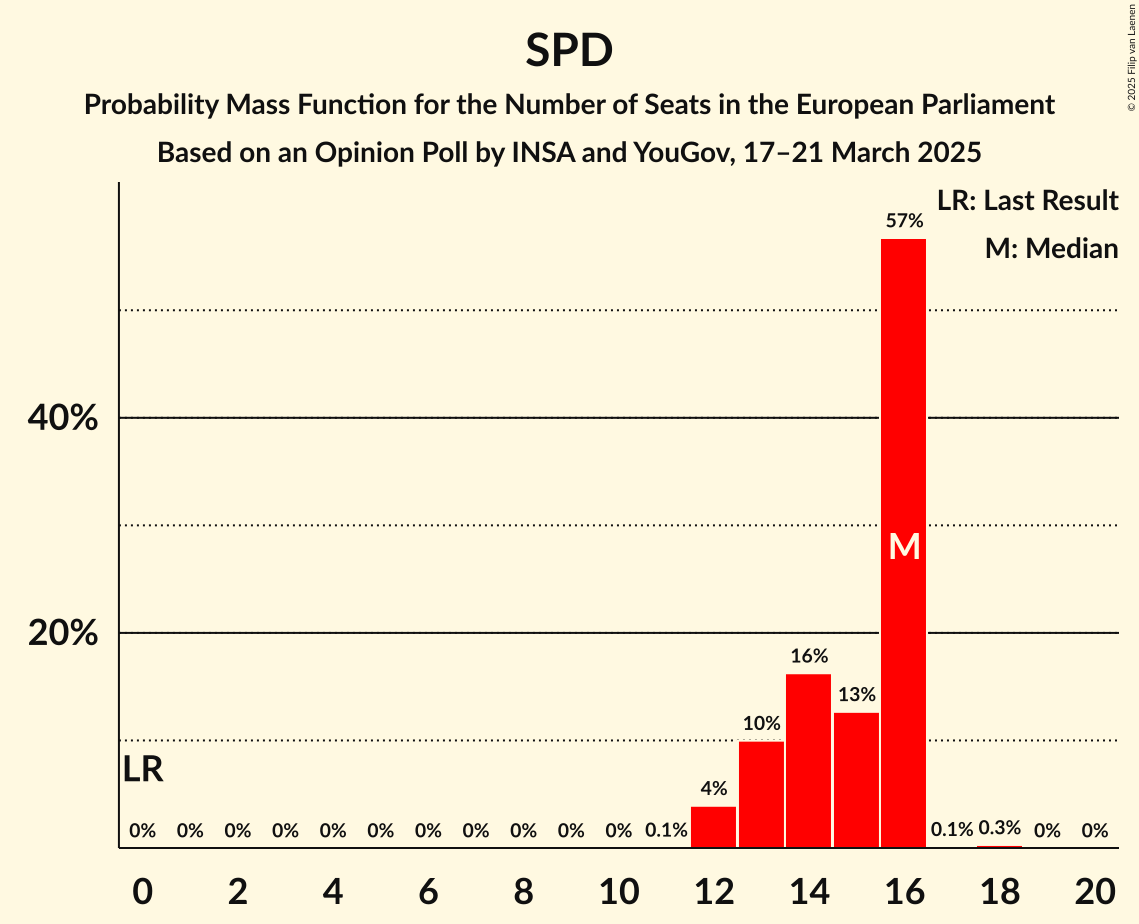 SPD
Probability Mass Function for the Number of Seats in the European Parliament
Based on an Opinion Poll by INSA and YouGov, 17–21 March 2025
© 2025 Filip van Laenen
LR: Last Result
M: Median
57%
40%
M
20%
16%
13%
10%
LR
4%
0% 0% 0% 0% 0% 0% 0% 0% 0% 0% 0% 0.1% 0.1% 0.3% 0% 0%
0 2 4 6 8 10 12 14 16 18 20